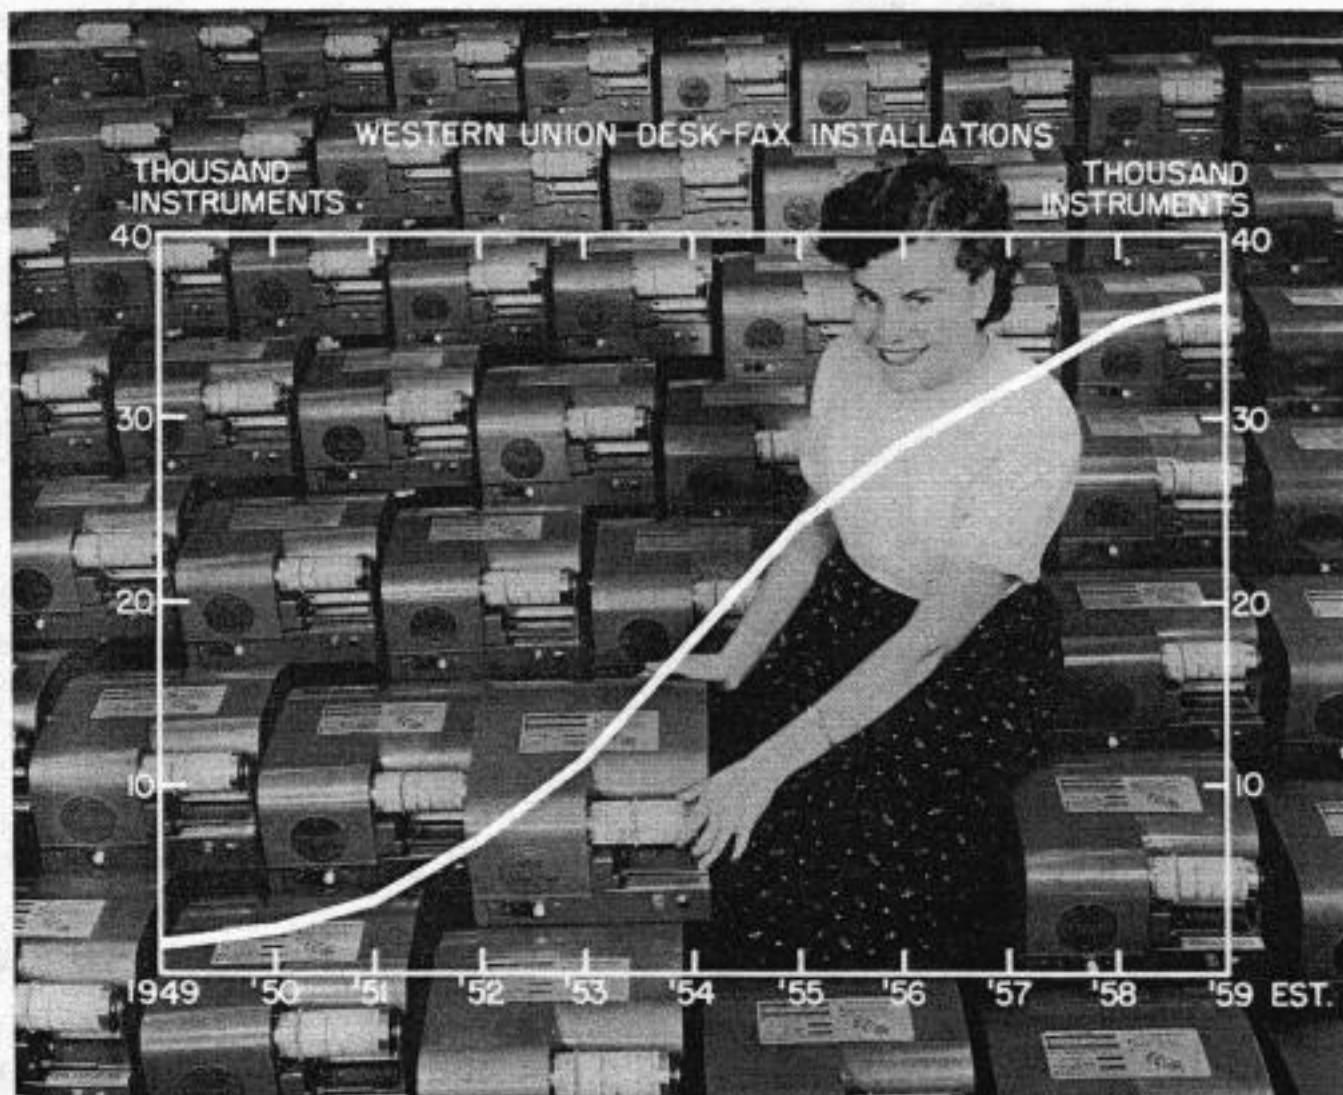 WESTERN UNION DESK-FAX INSTALLATIONS
THOUSAND
INSTRUMENTS
THOUSAND
INSTRUMENTS
40
40
30
30
20
20
10
10
1949 '50 '51 '52 '53 '54 '55 '56 '57 '58 '59 EST.